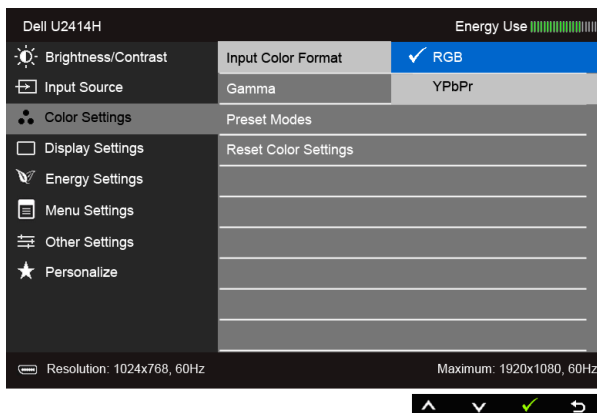 Dell U2414H Energy Use
Brightness/Contrast Input Color Format RGB
Input Source Gamma YPbPr
Color Settings Preset Modes
Display Settings Reset Color Settings
Energy Settings
Menu Settings
Other Settings
Personalize
Resolution: 1024x768, 60Hz Maximum: 1920x1080, 60Hz